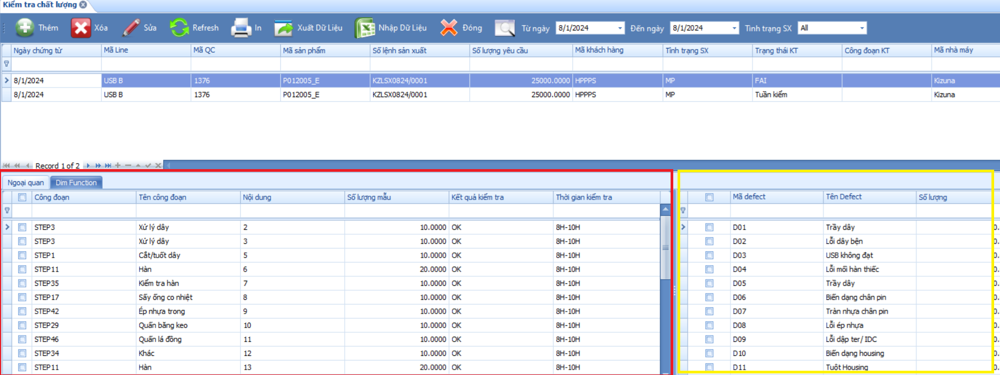 Kiểm tra chất lượng
Thêm Xóa Sửa Refresh In Xuất Dữ Liệu Nhập Dữ Liệu Đóng Từ ngày 8/1/2024 Đến ngày 8/1/2024 Tình trạng SX All
Ngày chứng từ Mã Line Mã QC Mã sản phẩm Số lệnh sản xuất Số lượng yêu cầu Mã khách hàng Tình trạng SX Trạng thái KT Công đoạn KT Mã nhà máy
8/1/2024 USB B 1376 P012005_E KZLSX0824/0001 25000.0000 HPPPS MP FAI Kizuna
8/1/2024 USB B 1376 P012005_E KZLSX0824/0001 25000.0000 HPPPS MP Tuần kiểm Kizuna
Record 1 of 2
Ngoại quan Dim Function
Công đoạn Tên công đoạn Nội dung Số lượng mẫu Kết quả kiểm tra Thời gian kiểm tra Mã defect Tên Defect Số lượng
STEP3 Xử lý dây 2 10.0000 OK 8H-10H D01 Trầy dây 0.
STEP3 Xử lý dây 3 10.0000 OK 8H-10H D02 Lỗi dây bện 0.
STEP1 Cắt/tuốt dây 5 10.0000 OK 8H-10H D03 USB không đạt 0.
STEP11 Hàn 6 20.0000 OK 8H-10H D04 Lỗi mối hàn thiếc 0.
STEP35 Kiểm tra hàn 7 10.0000 OK 8H-10H D05 Trầy dây 0.
STEP17 Sấy ống co nhiệt 8 10.0000 OK 8H-10H D06 Biến dạng chân pin 0.
STEP42 Ép nhựa trong 9 10.0000 OK 8H-10H D07 Tràn nhựa chân pin 0.
STEP29 Quấn băng keo 10 10.0000 OK 8H-10H D08 Lỗi ép nhựa 0.
STEP46 Quấn lá đồng 11 10.0000 OK 8H-10H D09 Lỗi dập ter/ IDC 0.
STEP34 Khác 12 10.0000 OK 8H-10H D10 Biến dạng housing 0.
STEP11 Hàn 13 20.0000 OK 8H-10H D11 Tuột Housing 0.